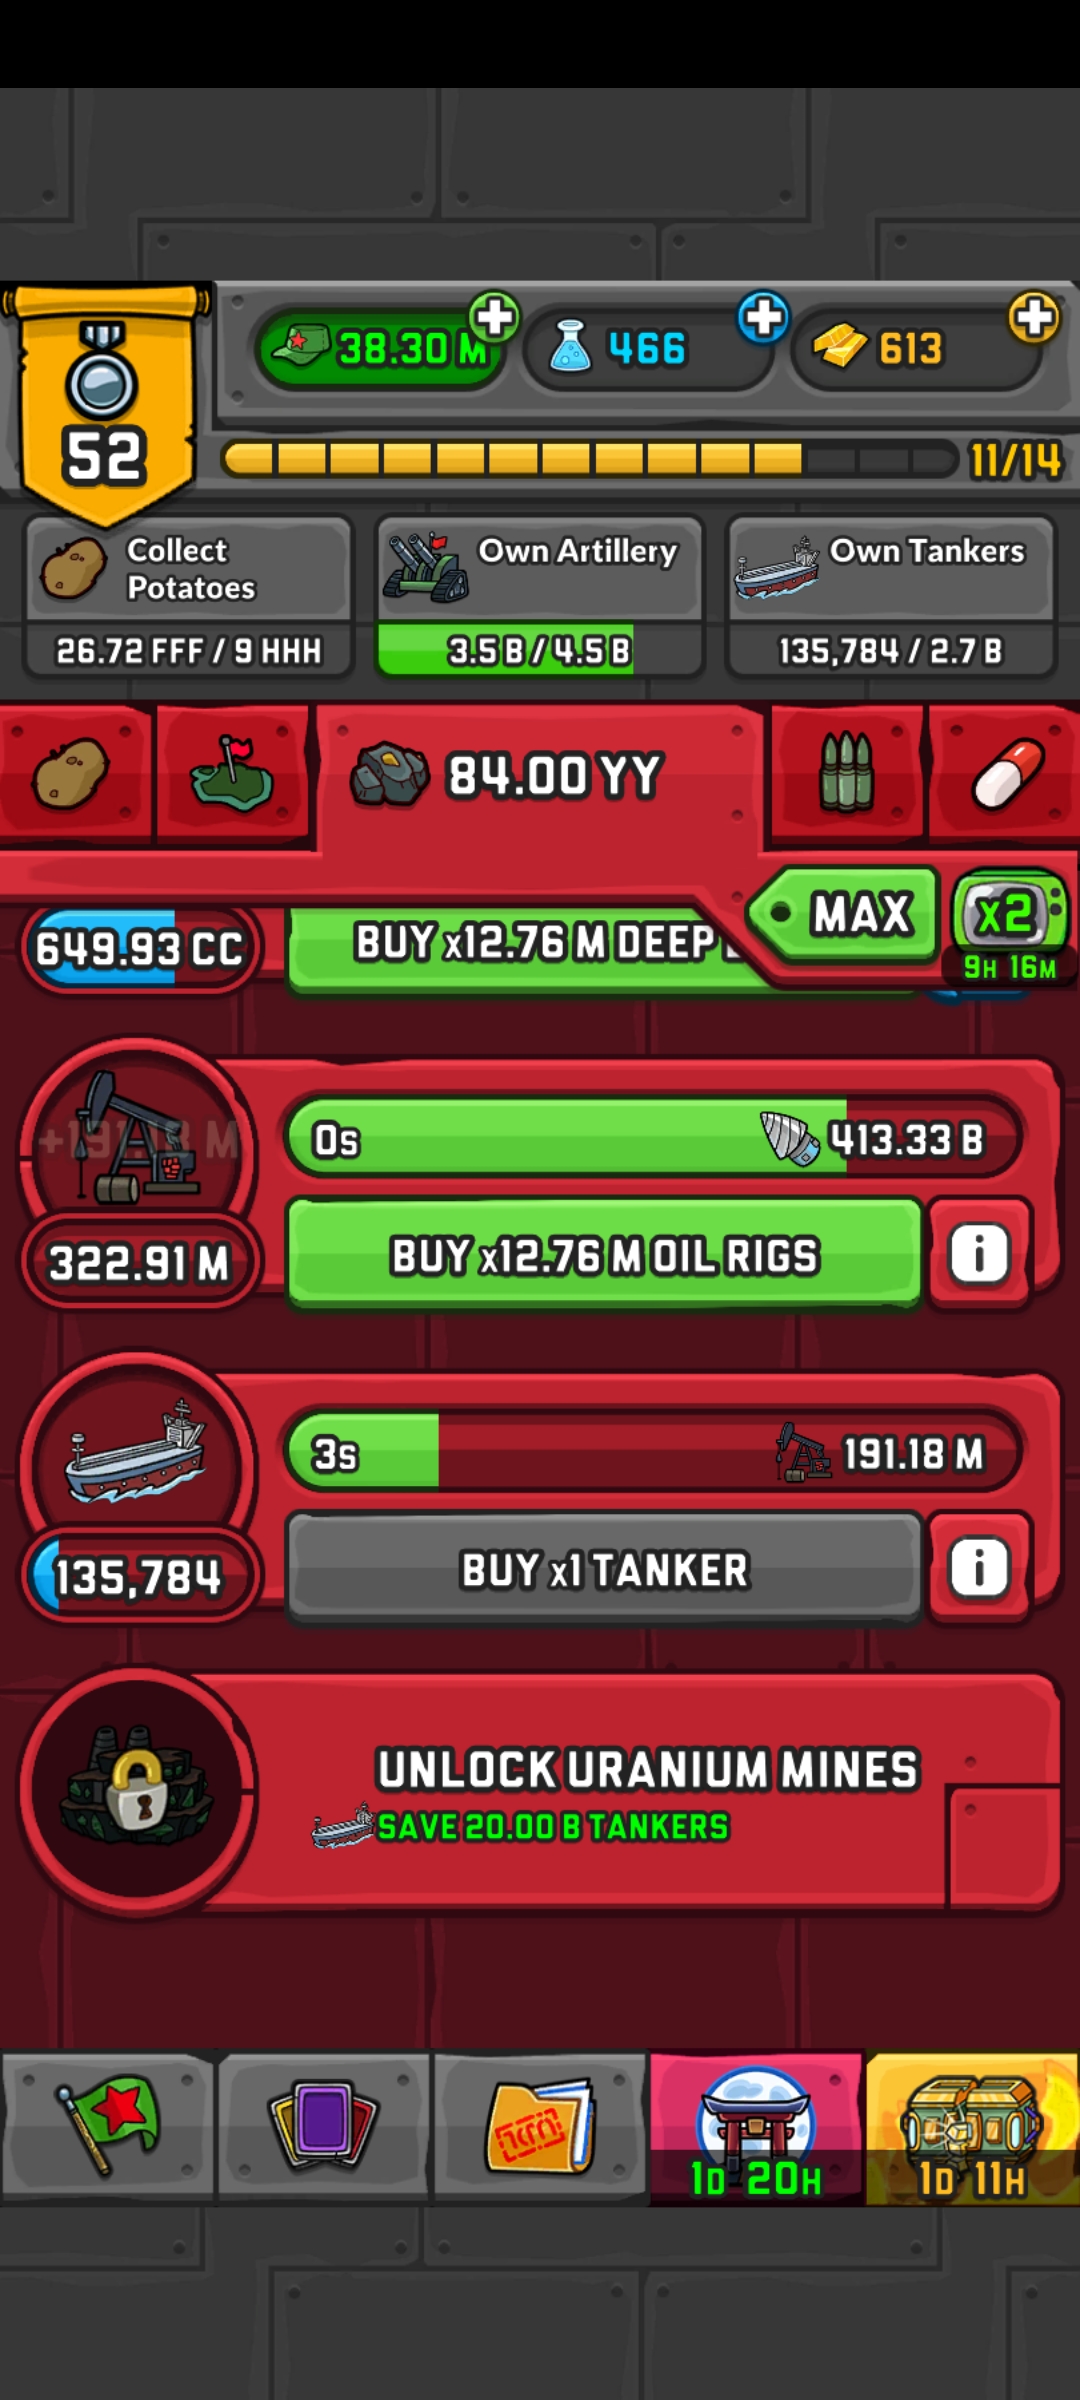 38.30 M
466
613
52
11/14
Collect
Potatoes
Own Artillery
Own Tankers
26.72 FFF / 9 HHH
3.5 B / 4.5 B
135,784 / 2.7 B
84.00 YY
MAX
x2
9H 16M
649.93 CC
BUY x12.76 M DEEP
+191.18 M
0s
413.33 B
322.91 M
BUY x12.76 M OIL RIGS
i
3s
191.18 M
135,784
BUY x1 TANKER
i
UNLOCK URANIUM MINES
SAVE 20.00 B TANKERS
1D 20H
1D 11H